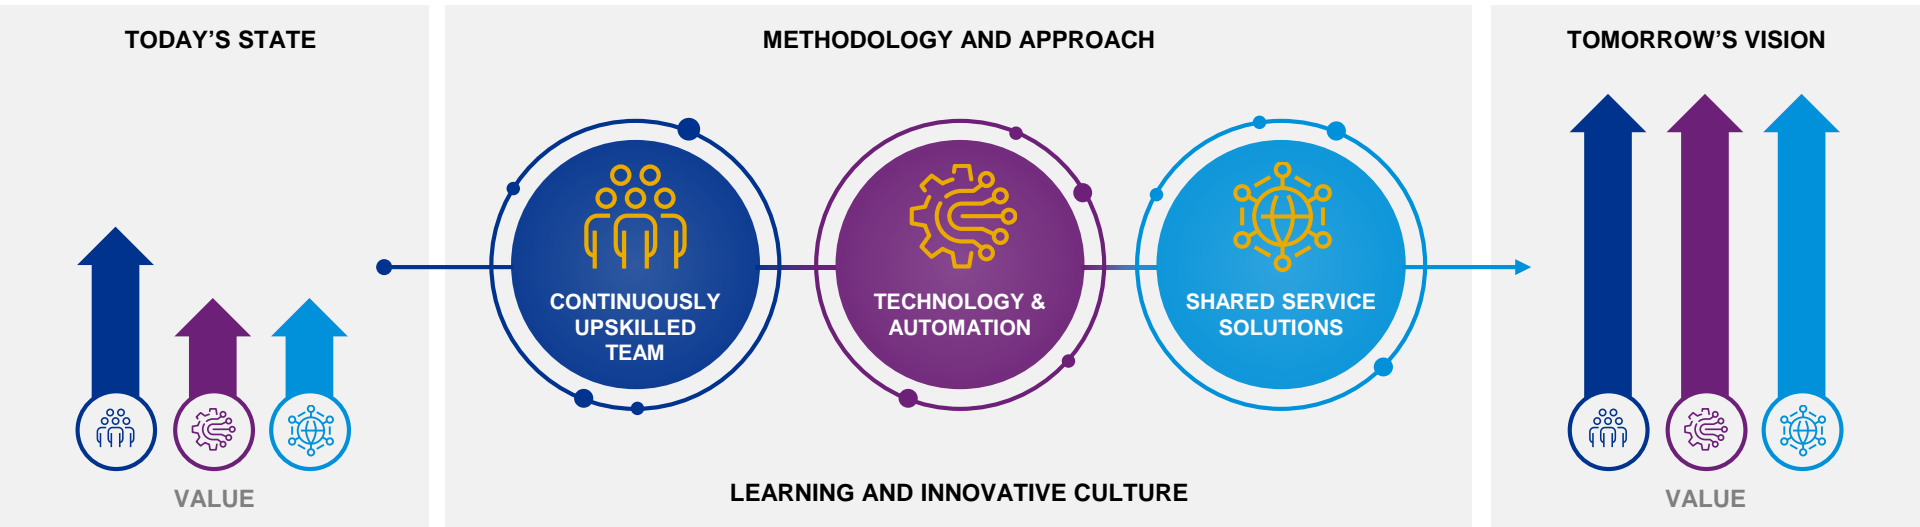 TODAY’S STATE
METHODOLOGY AND APPROACH
TOMORROW’S VISION
CONTINUOUSLY
UPSKILLED
TEAM
TECHNOLOGY &
AUTOMATION
SHARED SERVICE
SOLUTIONS
VALUE
LEARNING AND INNOVATIVE CULTURE
VALUE